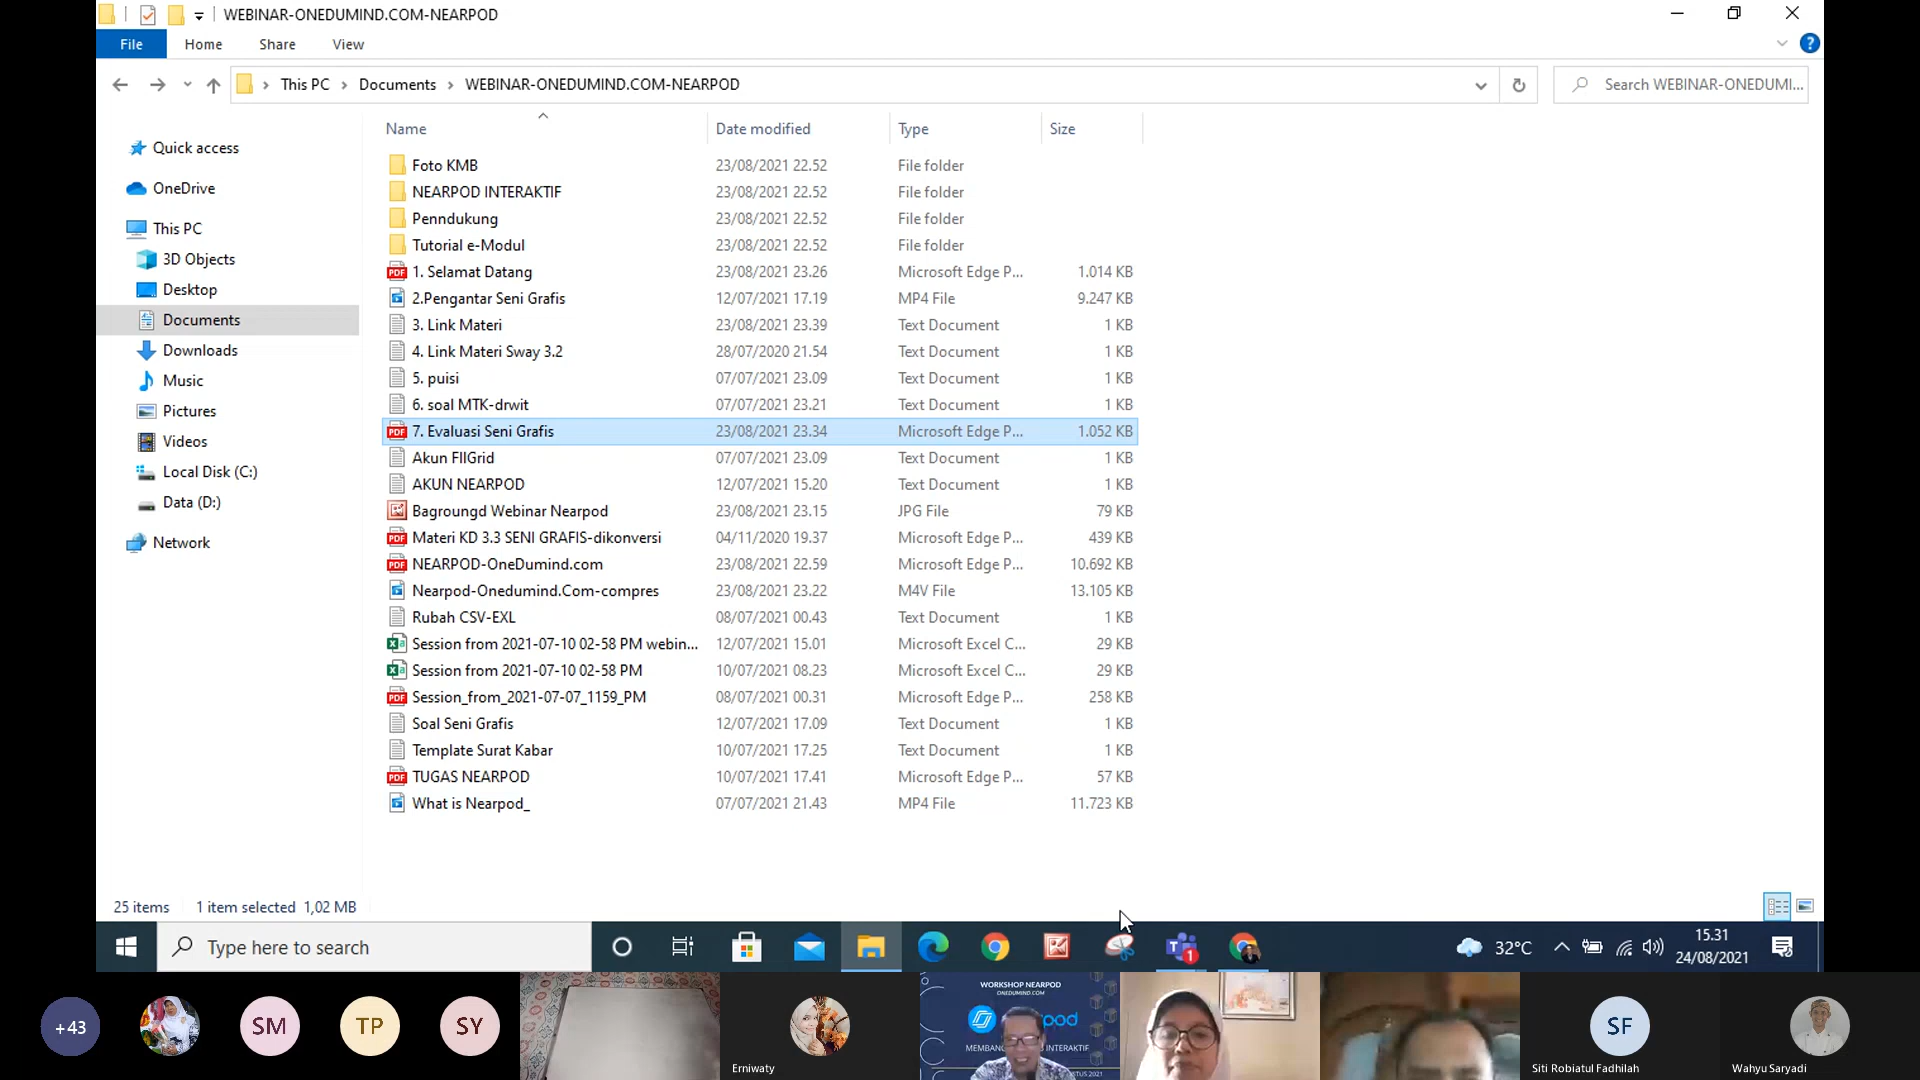 WEBINAR-ONEDUMIND.COM-NEARPOD
File Home Share View
This PC Documents WEBINAR-ONEDUMIND.COM-NEARPOD
Search WEBINAR-ONEDUMI...
Quick access
OneDrive
This PC
3D Objects
Desktop
Documents
Downloads
Music
Pictures
Videos
Local Disk (C:)
Data (D:)
Network
Name Date modified Type Size
Foto KMB 23/08/2021 22.52 File folder
NEARPOD INTERAKTIF 23/08/2021 22.52 File folder
Penndukung 23/08/2021 22.52 File folder
Tutorial e-Modul 23/08/2021 22.52 File folder
1. Selamat Datang 23/08/2021 23.26 Microsoft Edge P... 1.014 KB
2.Pengantar Seni Grafis 12/07/2021 17.19 MP4 File 9.247 KB
3. Link Materi 23/08/2021 23.39 Text Document 1 KB
4. Link Materi Sway 3.2 28/07/2020 21.54 Text Document 1 KB
5. puisi 07/07/2021 23.09 Text Document 1 KB
6. soal MTK-drwit 07/07/2021 23.21 Text Document 1 KB
7. Evaluasi Seni Grafis 23/08/2021 23.34 Microsoft Edge P... 1.052 KB
Akun FlIGrid 07/07/2021 23.09 Text Document 1 KB
AKUN NEARPOD 12/07/2021 15.20 Text Document 1 KB
Bagroungd Webinar Nearpod 23/08/2021 23.15 JPG File 79 KB
Materi KD 3.3 SENI GRAFIS-dikonversi 04/11/2020 19.37 Microsoft Edge P... 439 KB
NEARPOD-OneDumind.com 23/08/2021 22.59 Microsoft Edge P... 10.692 KB
Nearpod-Onedumind.Com-compres 23/08/2021 23.22 M4V File 13.105 KB
Rubah CSV-EXL 08/07/2021 00.43 Text Document 1 KB
Session from 2021-07-10 02-58 PM webin... 12/07/2021 15.01 Microsoft Excel C... 29 KB
Session from 2021-07-10 02-58 PM 10/07/2021 08.23 Microsoft Excel C... 29 KB
Session_from_2021-07-07_1159_PM 08/07/2021 00.31 Microsoft Edge P... 258 KB
Soal Seni Grafis 12/07/2021 17.09 Text Document 1 KB
Template Surat Kabar 10/07/2021 17.25 Text Document 1 KB
TUGAS NEARPOD 10/07/2021 17.41 Microsoft Edge P... 57 KB
What is Nearpod_ 07/07/2021 21.43 MP4 File 11.723 KB
25 items 1 item selected 1,02 MB
Type here to search
1
32°C
15.31
24/08/2021
+43
SM
TP
SY
Erniwaty
WORKSHOP NEARPOD
ONEDUMIND.COM
SF
Siti Robiatul Fadhilah
Wahyu Saryadi